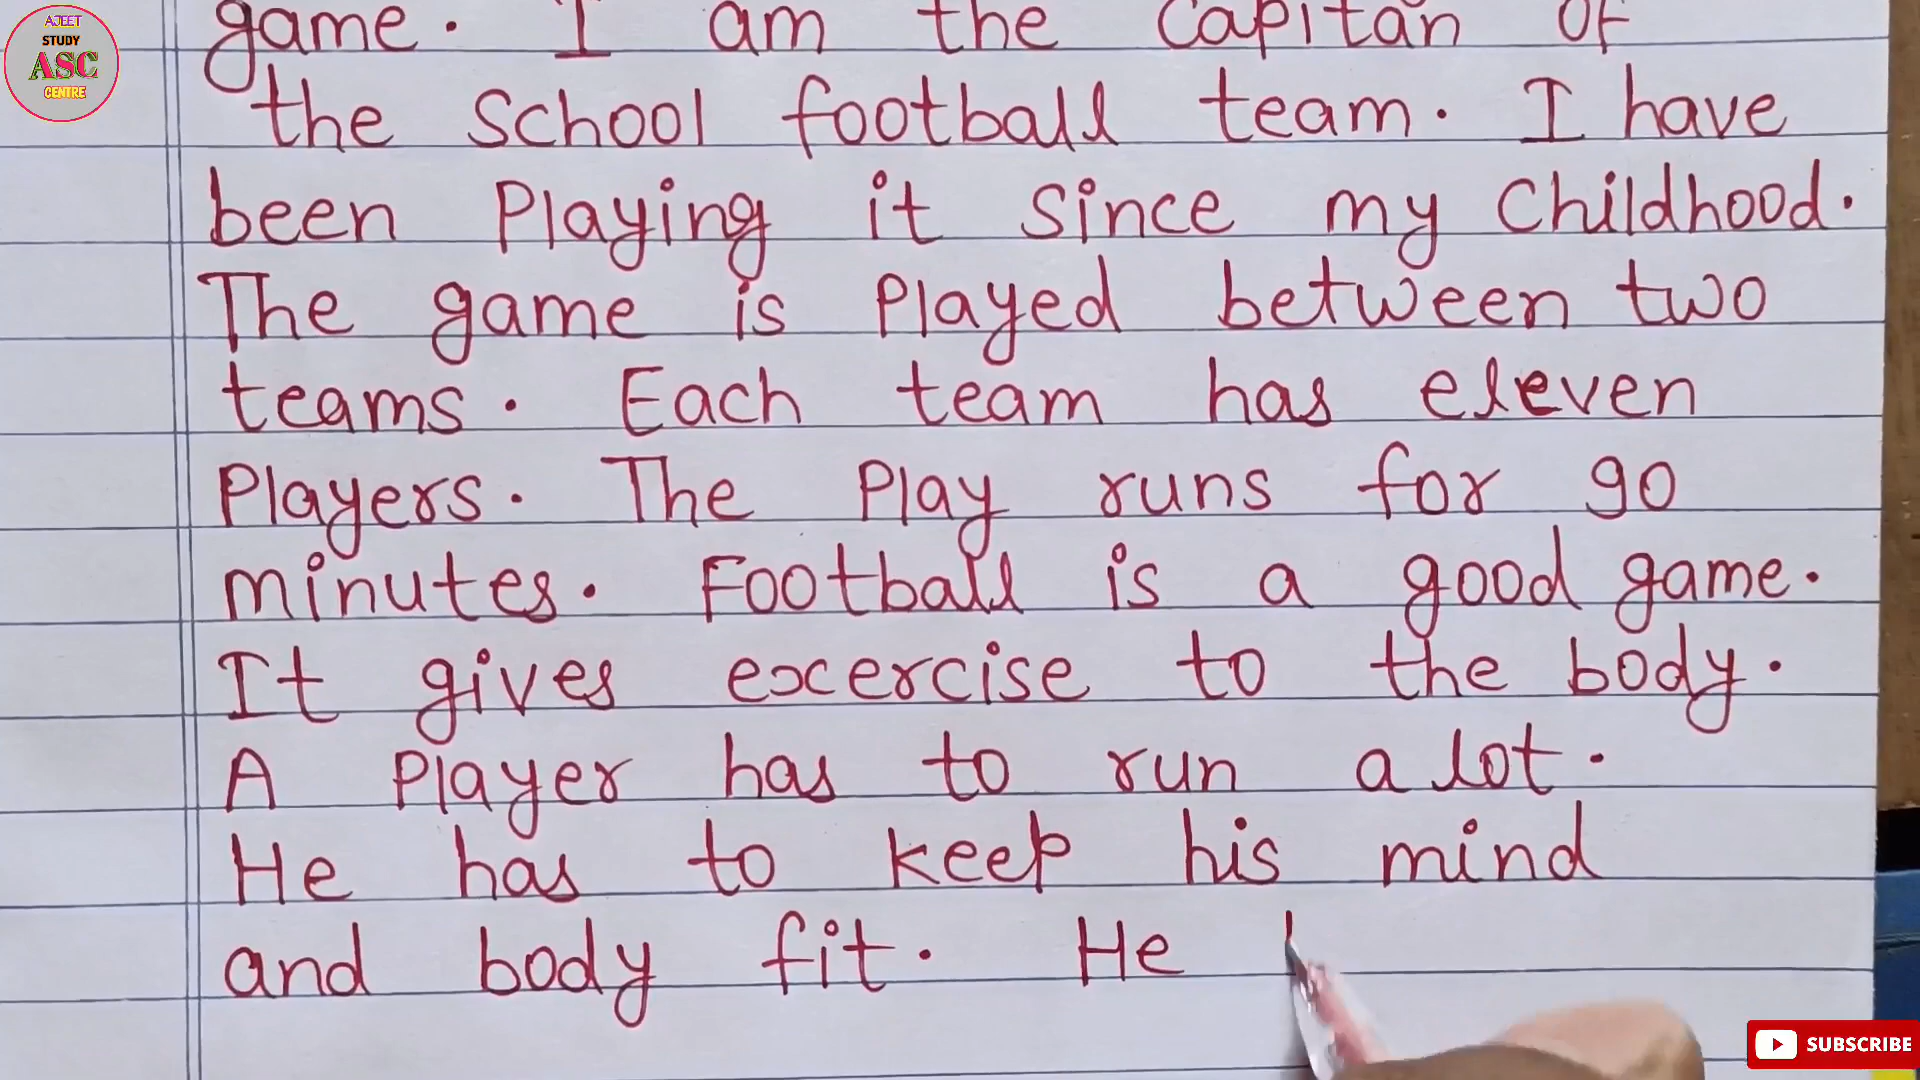 AJEET
STUDY
ASC
CENTRE
game. I am the Capitan of
the School football team. I have
been Playing it Since my Childhood.
The game is Played between two
teams. Each team has eleven
Players. The Play runs for 90
minutes. Football is a good game.
It gives excercise to the body.
A Player has to run a lot.
He has to keep his mind
and body fit. He
SUBSCRIBE